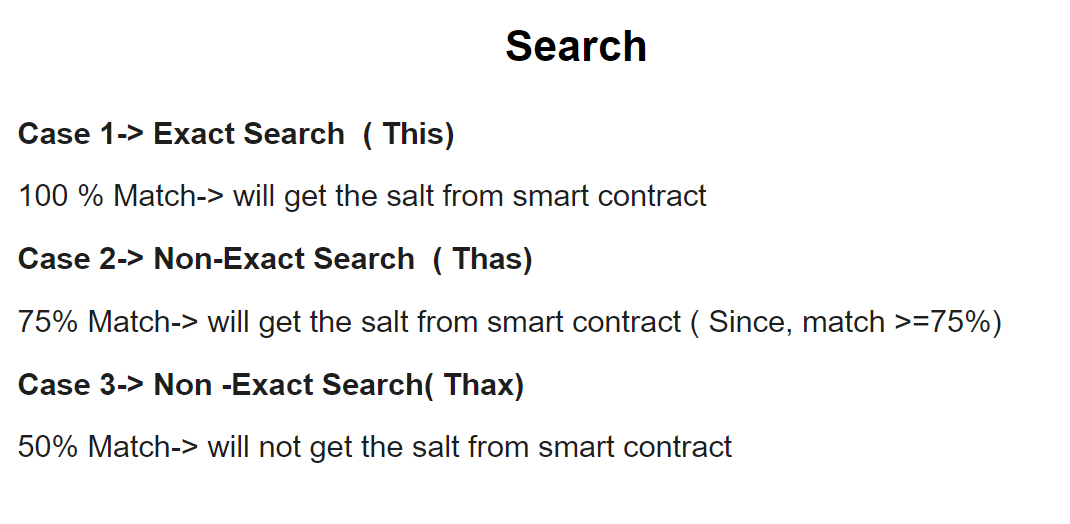 Search
Case 1-> Exact Search  ( This)
100 % Match-> will get the salt from smart contract
Case 2-> Non-Exact Search  ( Thas)
75% Match-> will get the salt from smart contract ( Since, match >=75%)
Case 3-> Non -Exact Search( Thax)
50% Match-> will not get the salt from smart contract